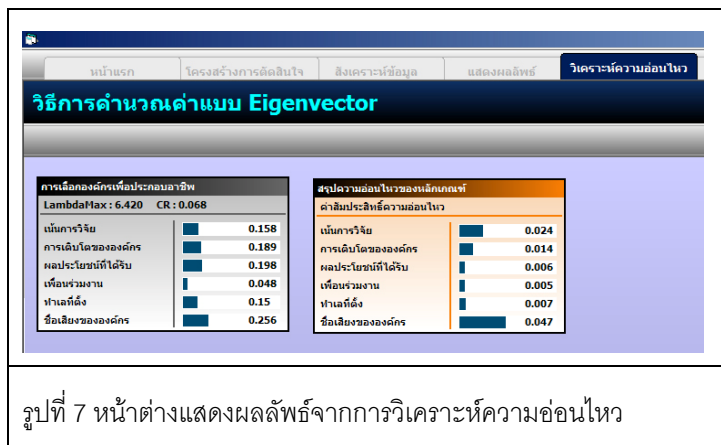 หน้าแรก โครงสร้างการตัดสินใจ สังเคราะห์ข้อมูล แสดงผลลัพธ์ วิเคราะห์ความอ่อนไหว
วิธีการคำนวณค่าแบบ Eigenvector
การเลือกองค์กรเพื่อประกอบอาชีพ
LambdaMax : 6.420 CR : 0.068
เน้นการวิจัย 0.158
การเติบโตขององค์กร 0.189
ผลประโยชน์ที่ได้รับ 0.198
เพื่อนร่วมงาน 0.048
ทำเลที่ตั้ง 0.15
ชื่อเสียงขององค์กร 0.256
สรุปความอ่อนไหวของหลักเกณฑ์
ค่าสัมประสิทธิ์ความอ่อนไหว
เน้นการวิจัย 0.024
การเติบโตขององค์กร 0.014
ผลประโยชน์ที่ได้รับ 0.006
เพื่อนร่วมงาน 0.005
ทำเลที่ตั้ง 0.007
ชื่อเสียงขององค์กร 0.047
รูปที่ 7 หน้าต่างแสดงผลลัพธ์จากการวิเคราะห์ความอ่อนไหว